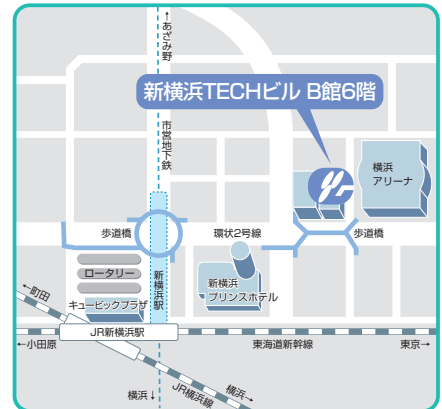 ←あざみ野
新横浜TECHビル B館6階
市営地下鉄
横浜
アリーナ
歩道橋
環状2号線
歩道橋
ロータリー
新横浜駅
新横浜
プリンスホテル
←町田
キュービックプラザ
JR新横浜駅
←小田原
東海道新幹線
東京→
横浜↓
JR横浜線
横浜→